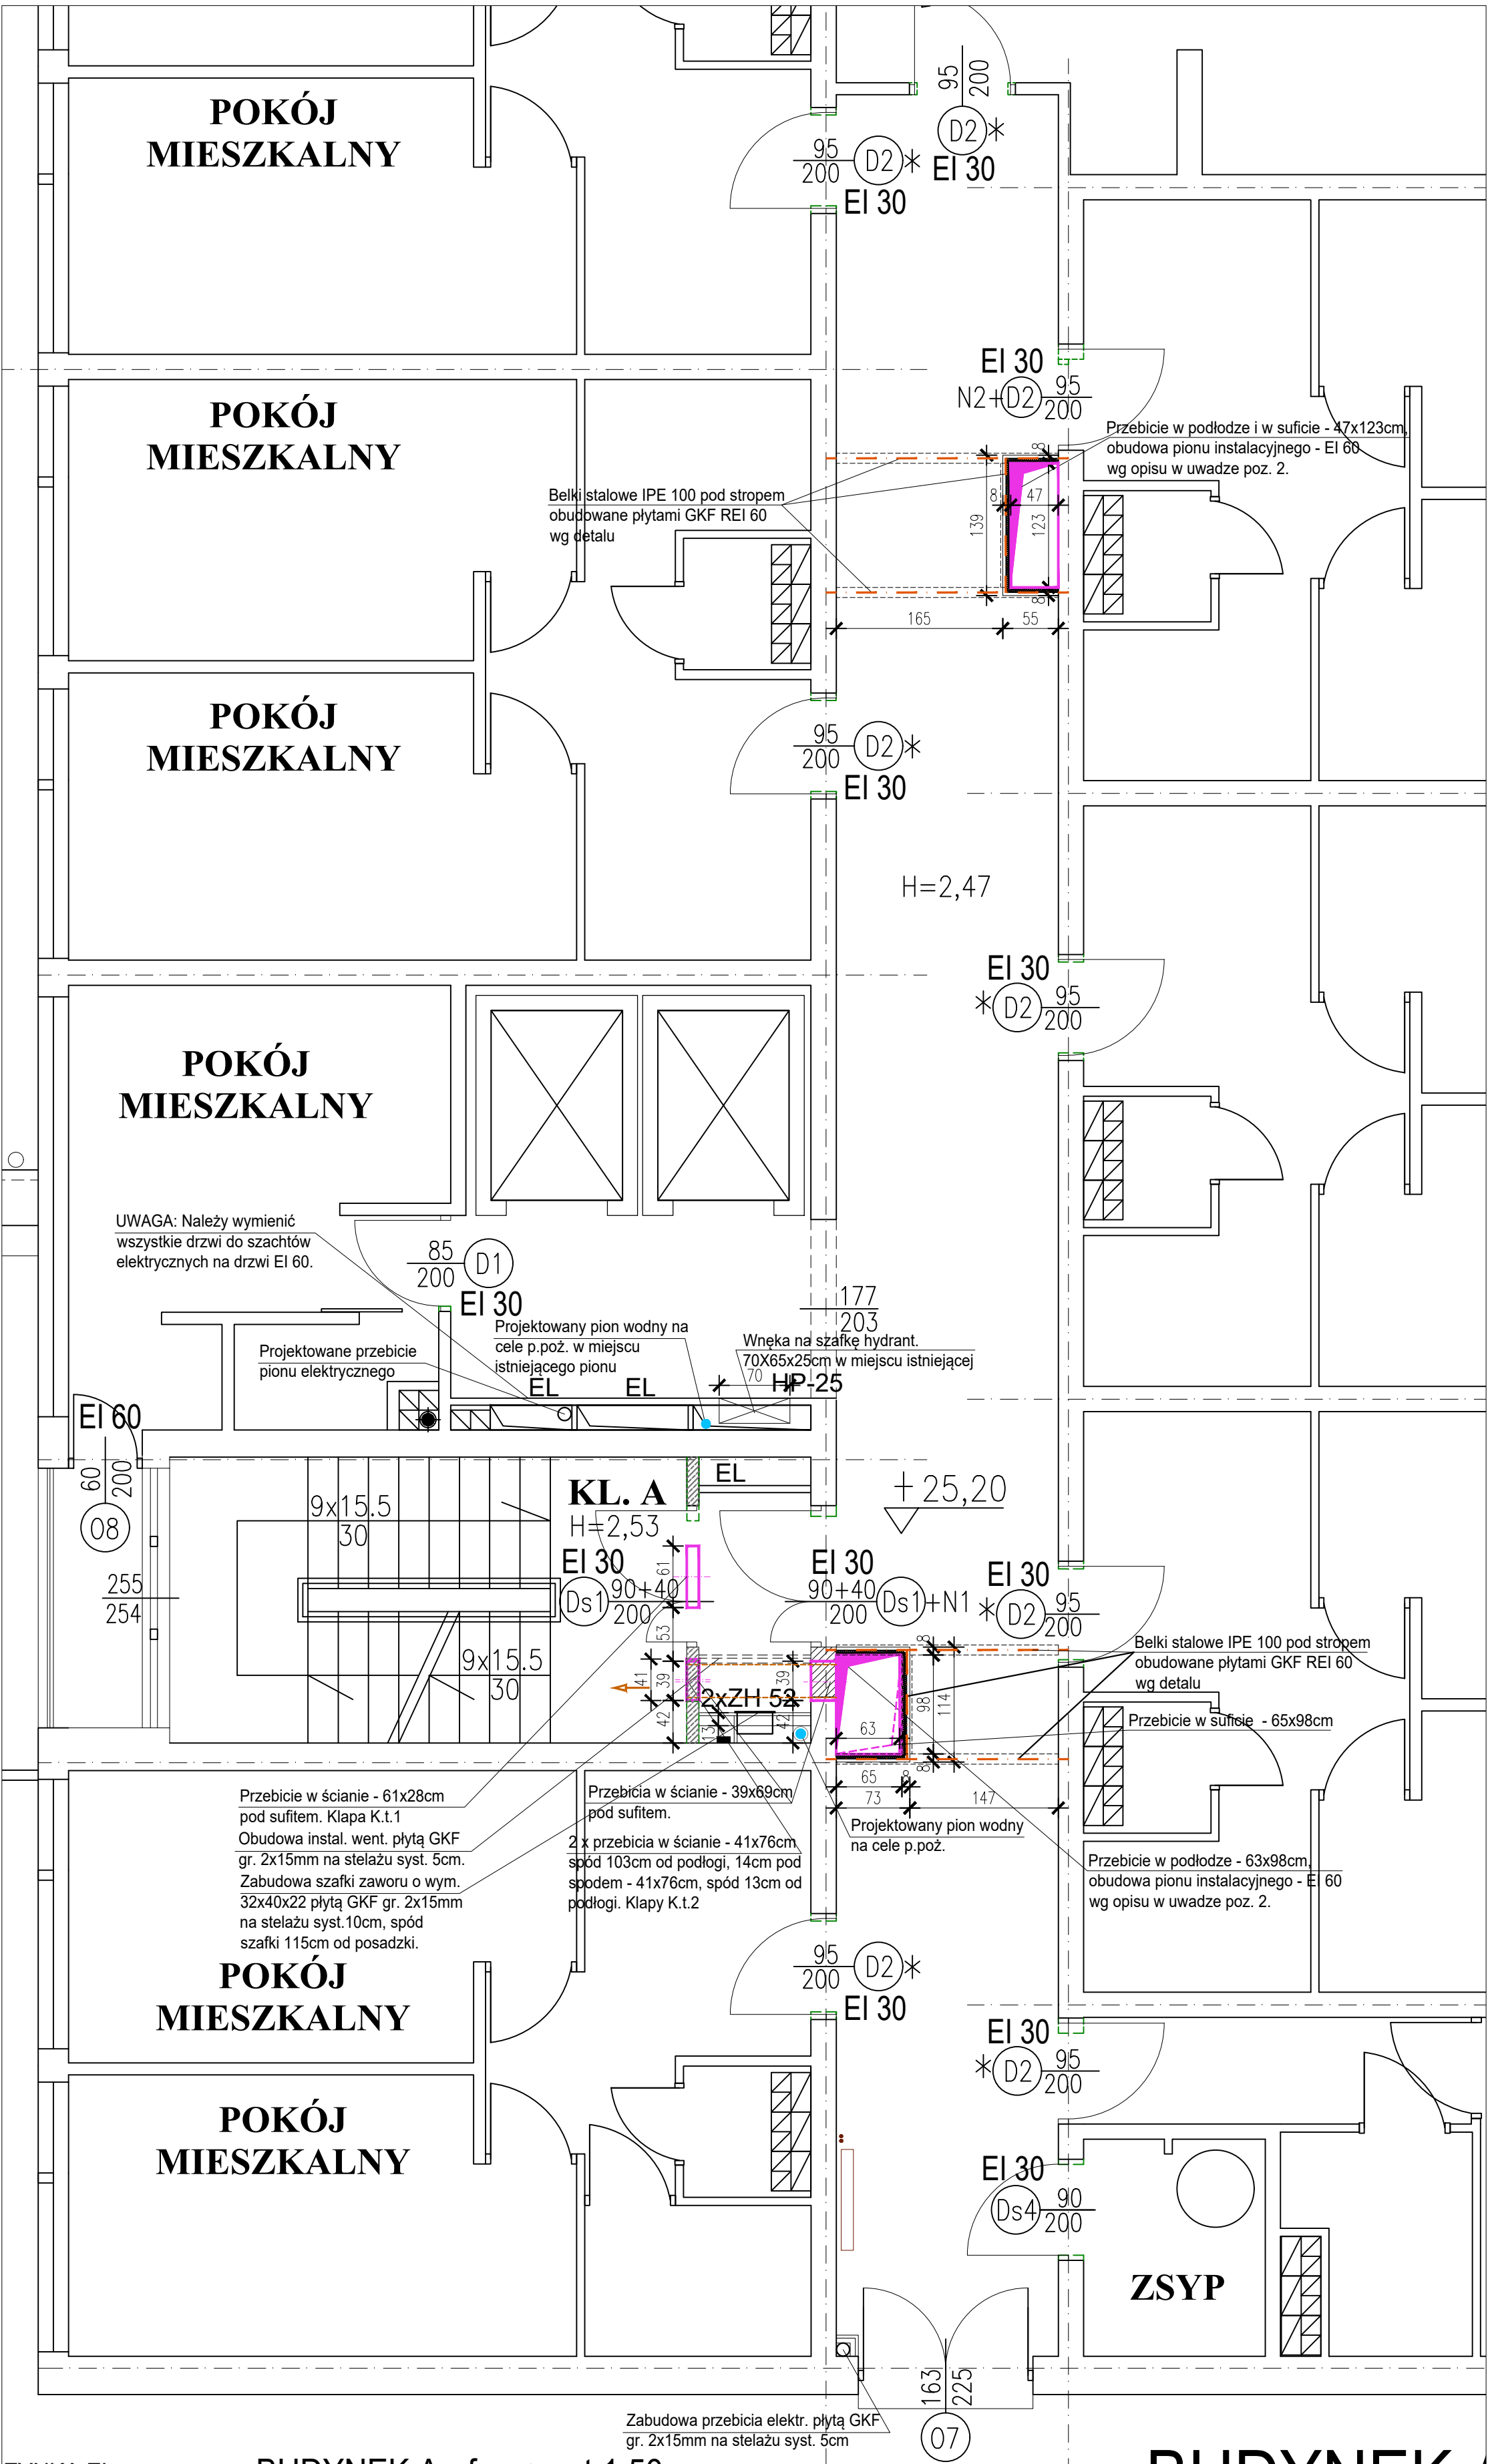 POKÓJ
MIESZKALNY
95
200
D2
EI 30
95
200
D2
EI 30
EI 30
N2+D2
95
200
POKÓJ
MIESZKALNY
Przebicie w podłodze i w suficie - 47x123cm,
obudowa pionu instalacyjnego - EI 60
wg opisu w uwadze poz. 2.
Belki stalowe IPE 100 pod stropem
obudowane płytami GKF REI 60
wg detalu
8
8
47
139
123
8
165
55
POKÓJ
MIESZKALNY
95
200
D2
EI 30
H=2,47
EI 30
D2
95
200
POKÓJ
MIESZKALNY
UWAGA: Należy wymienić
wszystkie drzwi do szachtów
elektrycznych na drzwi EI 60.
85
200
D1
EI 30
177
203
Projektowany pion wodny na
cele p.poż. w miejscu
istniejącego pionu
Wnęka na szafkę hydrant.
70X65x25cm w miejscu istniejącej
Projektowane przebicie
pionu elektrycznego
EL
EL
70
HP-25
EI 60
60
200
08
255
254
KL. A
H=2,53
EL
+25,20
9x15.5
30
9x15.5
30
EI 30
Ds1
90+40
200
61
53
EI 30
90+40
200
Ds1+N1
EI 30
D2
95
200
41
39
42
2xZH 52
13
39
42
63
98
114
8
8
65
8
73
147
Belki stalowe IPE 100 pod stropem
obudowane płytami GKF REI 60
wg detalu
Przebicie w suficie - 65x98cm
Przebicie w ścianie - 61x28cm
pod sufitem. Klapa K.t.1
Obudowa instal. went. płytą GKF
gr. 2x15mm na stelażu syst. 5cm.
Zabudowa szafki zaworu o wym.
32x40x22 płytą GKF gr. 2x15mm
na stelażu syst.10cm, spód
szafki 115cm od posadzki.
Przebicia w ścianie - 39x69cm
pod sufitem.
2 x przebicia w ścianie - 41x76cm
spód 103cm od podłogi, 14cm pod
spodem - 41x76cm, spód 13cm od
podłogi. Klapy K.t.2
Projektowany pion wodny
na cele p.poż.
Przebicie w podłodze - 63x98cm,
obudowa pionu instalacyjnego - EI 60
wg opisu w uwadze poz. 2.
POKÓJ
MIESZKALNY
95
200
D2
EI 30
EI 30
D2
95
200
POKÓJ
MIESZKALNY
EI 30
Ds4
90
200
ZSYP
163
225
07
Zabudowa przebicia elektr. płytą GKF
gr. 2x15mm na stelażu syst. 5cm